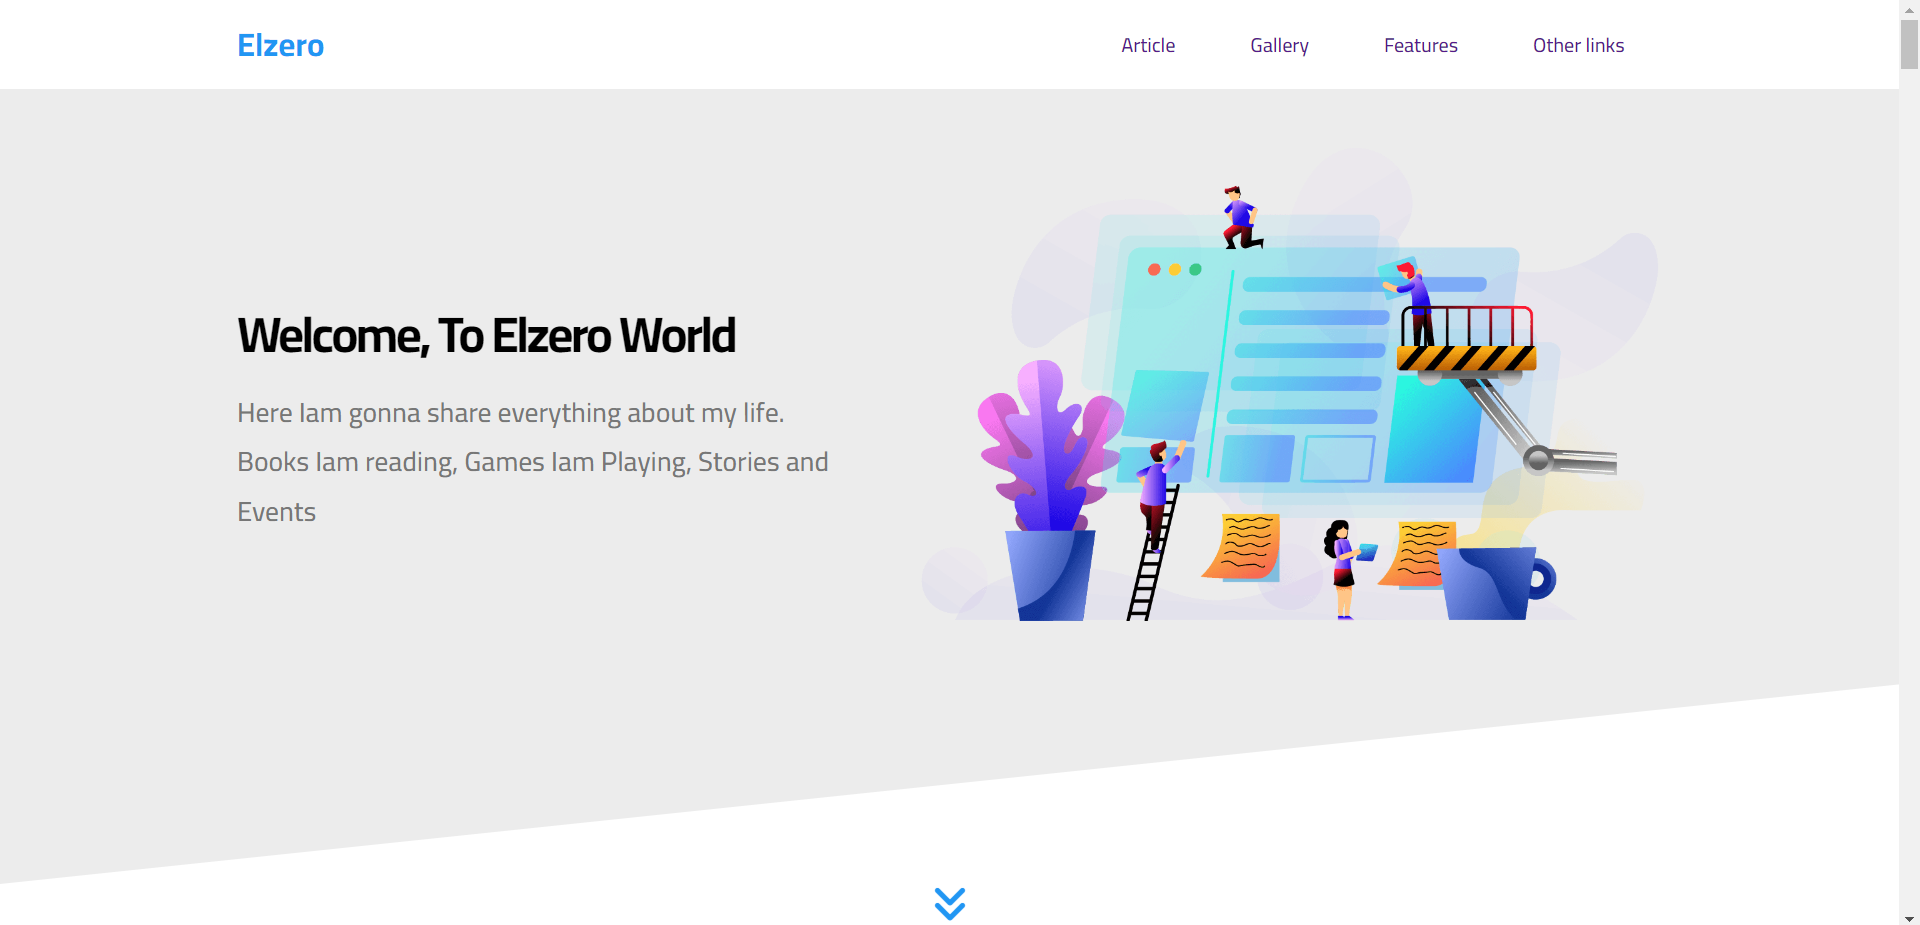 Elzero
Article
Gallery
Features
Other links
Welcome, To Elzero World
Here Iam gonna share everything about my life.
Books Iam reading, Games Iam Playing, Stories and
Events